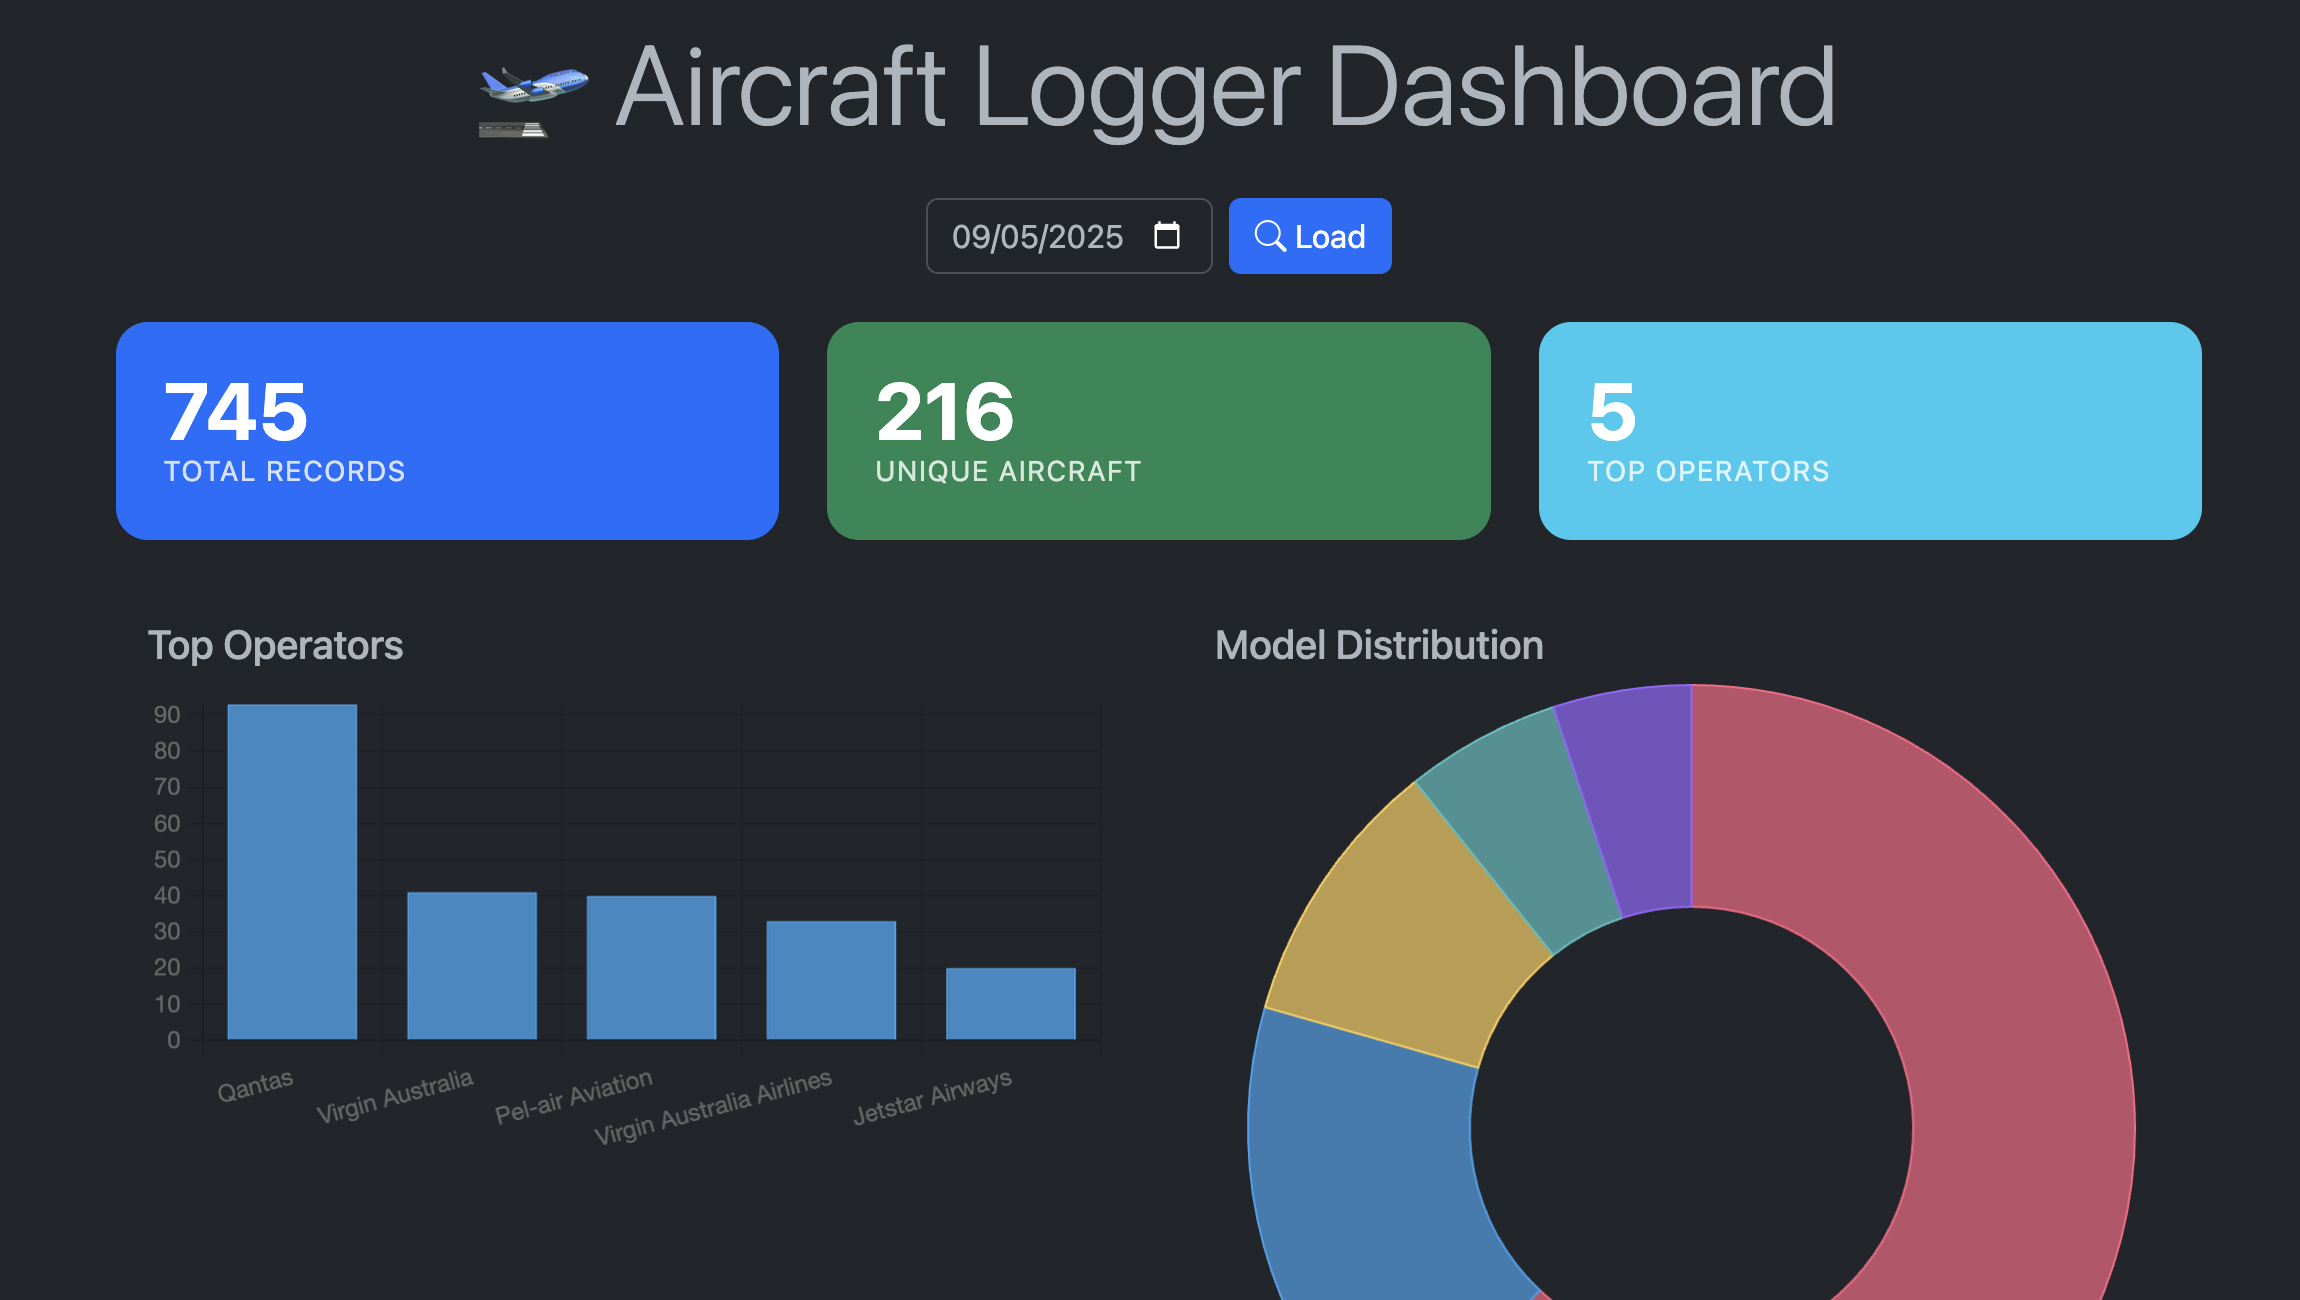 Aircraft Logger Dashboard
09/05/2025
Load
745
TOTAL RECORDS
216
UNIQUE AIRCRAFT
5
TOP OPERATORS
Top Operators
90
80
70
60
50
40
30
20
10
0
Qantas
Virgin Australia
Pel-air Aviation
Virgin Australia Airlines
Jetstar Airways
Model Distribution